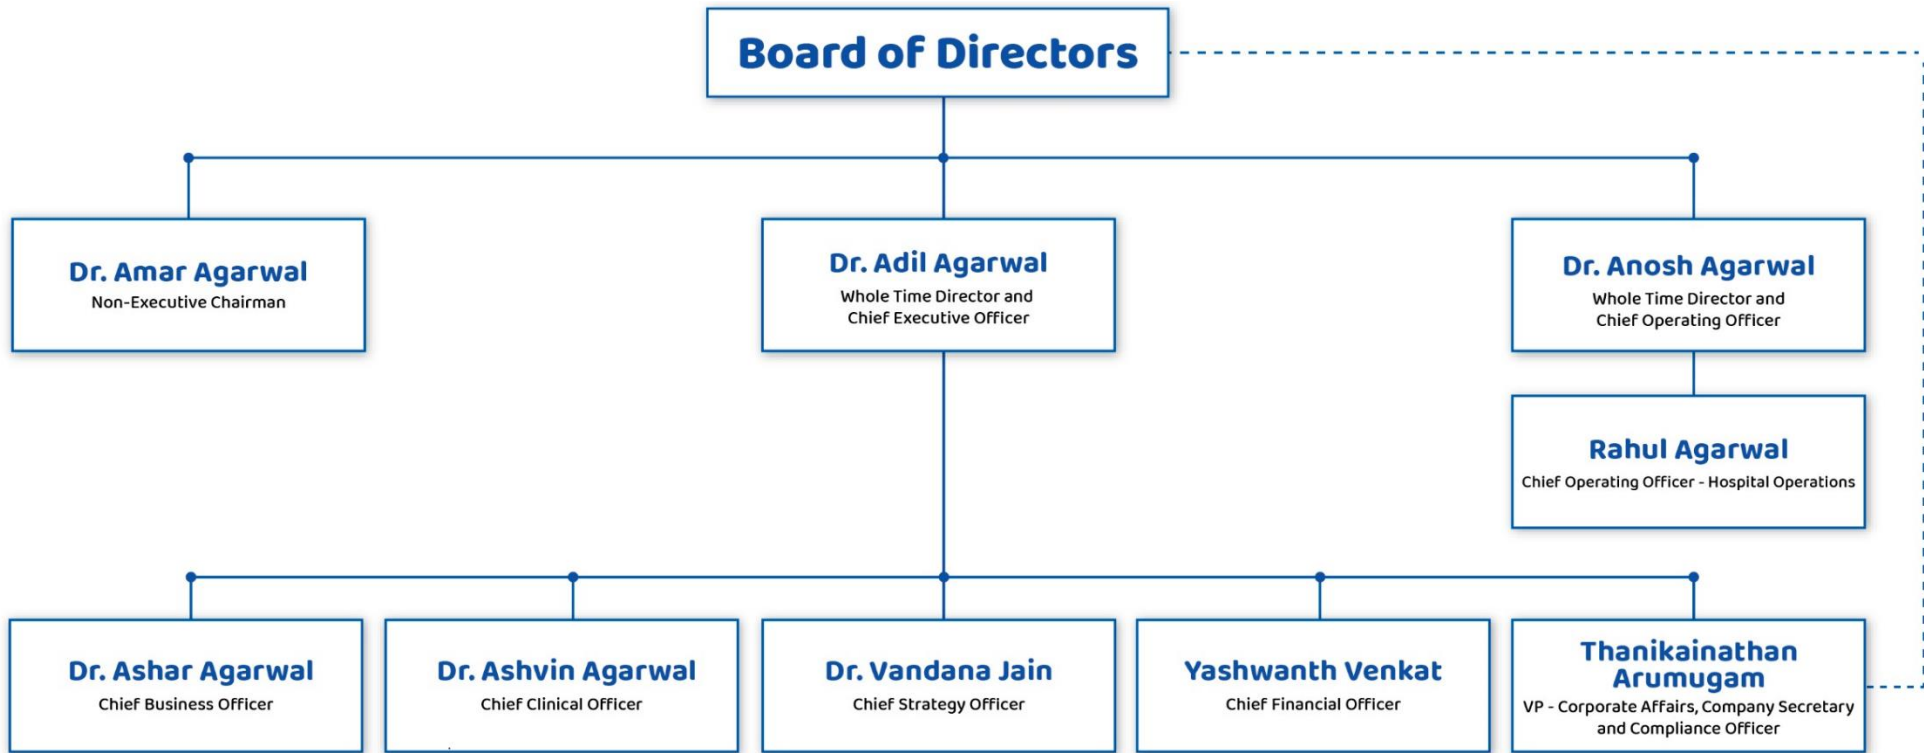 Board of Directors
Dr. Amar Agarwal
Non-Executive Chairman
Dr. Adil Agarwal
Whole Time Director and
Chief Executive Officer
Dr. Anosh Agarwal
Whole Time Director and
Chief Operating Officer
Rahul Agarwal
Chief Operating Officer - Hospital Operations
Dr. Ashar Agarwal
Chief Business Officer
Dr. Ashvin Agarwal
Chief Clinical Officer
Dr. Vandana Jain
Chief Strategy Officer
Yashwanth Venkat
Chief Financial Officer
Thanikainathan
Arumugam
VP - Corporate Affairs, Company Secretary
and Compliance Officer